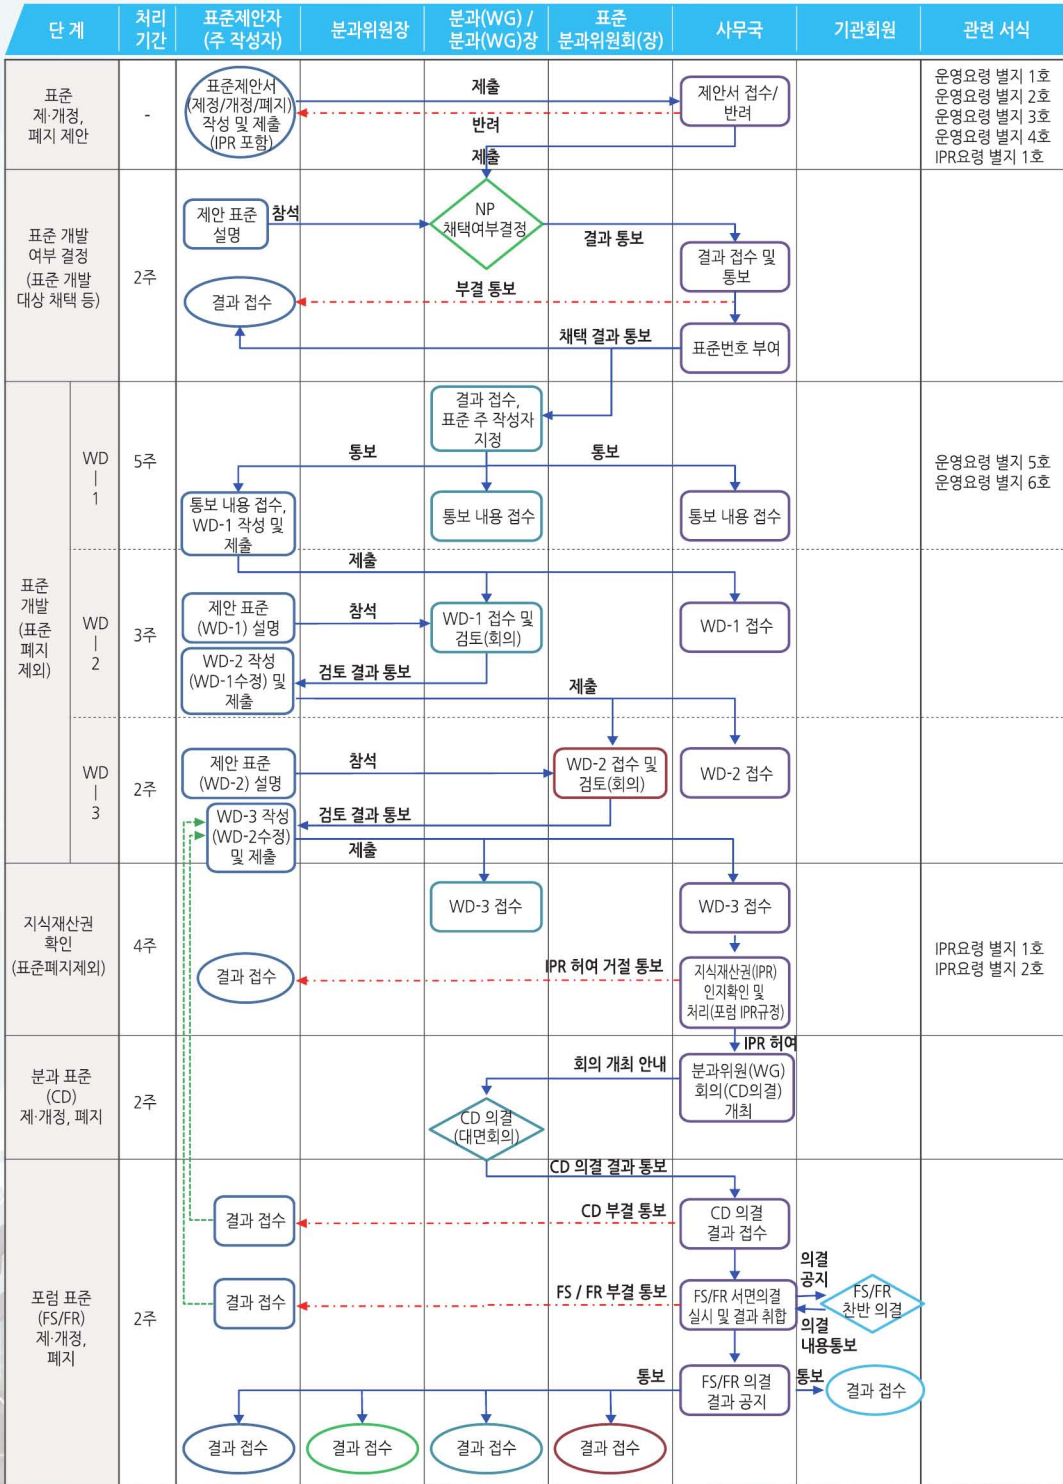 단 계
처리
기간
표준제안자
(주 작성자)
분과위원장
분과(WG) /
분과(WG)장
표준
분과위원회(장)
사무국
기관회원
관련 서식
표준
제·개정,
폐지 제안
-
표준제안서
(제정/개정/폐지)
작성 및 제출
(IPR 포함)
제출
반려
제출
제안서 접수/
반려
운영요령 별지 1호
운영요령 별지 2호
운영요령 별지 3호
운영요령 별지 4호
IPR요령 별지 1호
표준 개발
여부 결정
(표준 개발
대상 채택 등)
2주
제안 표준
설명
참석
NP
채택여부결정
결과 통보
결과 접수 및
통보
결과 접수
부결 통보
채택 결과 통보
표준번호 부여
표준
개발
(표준
폐지
제외)
WD
|
1
5주
결과 접수,
표준 주 작성자
지정
통보
통보
통보 내용 접수,
WD-1 작성 및
제출
통보 내용 접수
통보 내용 접수
운영요령 별지 5호
운영요령 별지 6호
WD
|
2
3주
제출
제안 표준
(WD-1) 설명
참석
WD-1 접수 및
검토(회의)
WD-1 접수
WD-2 작성
(WD-1수정) 및
제출
검토 결과 통보
제출
WD
|
3
2주
제안 표준
(WD-2) 설명
참석
WD-2 접수 및
검토(회의)
WD-2 접수
WD-3 작성
(WD-2수정)
및 제출
검토 결과 통보
제출
지식재산권
확인
(표준폐지제외)
4주
WD-3 접수
WD-3 접수
결과 접수
IPR 허여 거절 통보
지식재산권(IPR)
인지확인 및
처리(포럼 IPR규정)
IPR요령 별지 1호
IPR요령 별지 2호
IPR 허여
분과 표준
(CD)
제·개정, 폐지
2주
회의 개최 안내
분과위원(WG)
회의(CD의결)
개최
CD 의결
(대면회의)
포럼 표준
(FS/FR)
제·개정,
폐지
2주
CD 의결 결과 통보
결과 접수
CD 부결 통보
CD 의결
결과 접수
결과 접수
FS / FR 부결 통보
FS/FR 서면의결
실시 및 결과 취합
의결
공지
FS/FR
찬반 의결
의결
내용통보
통보
FS/FR 의결
결과 공지
통보
결과 접수
결과 접수
결과 접수
결과 접수
결과 접수